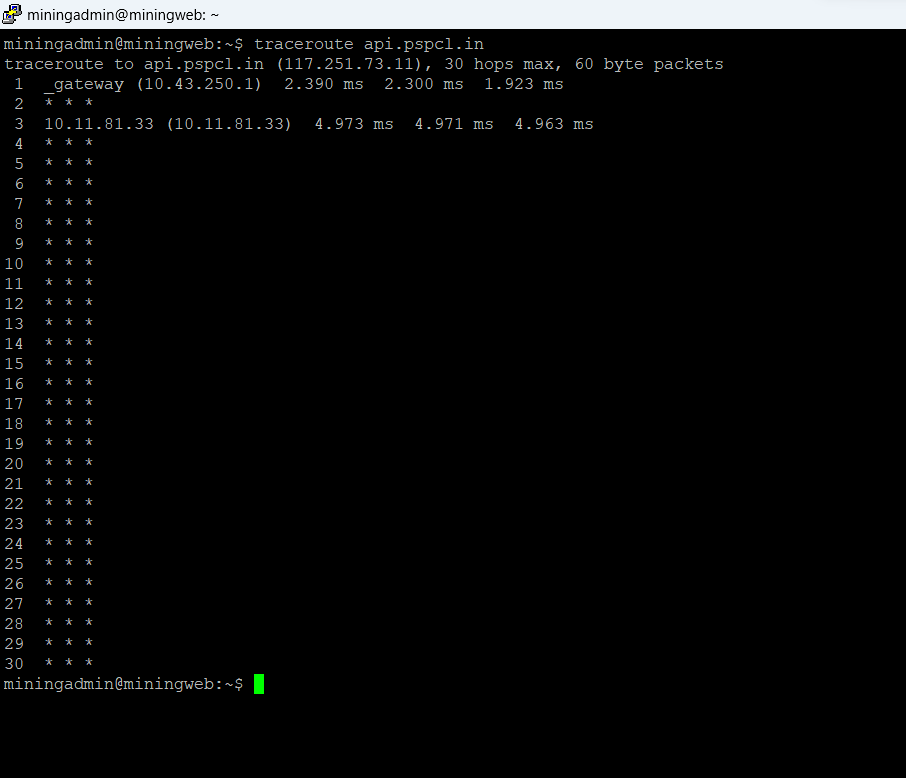 miningadmin@miningweb: ~
miningadmin@miningweb:~$ traceroute api.pspcl.in
traceroute to api.pspcl.in (117.251.73.11), 30 hops max, 60 byte packets
 1  _gateway (10.43.250.1)  2.390 ms  2.300 ms  1.923 ms
 2  * * *
 3  10.11.81.33 (10.11.81.33)  4.973 ms  4.971 ms  4.963 ms
 4  * * *
 5  * * *
 6  * * *
 7  * * *
 8  * * *
 9  * * *
10  * * *
11  * * *
12  * * *
13  * * *
14  * * *
15  * * *
16  * * *
17  * * *
18  * * *
19  * * *
20  * * *
21  * * *
22  * * *
23  * * *
24  * * *
25  * * *
26  * * *
27  * * *
28  * * *
29  * * *
30  * * *
miningadmin@miningweb:~$